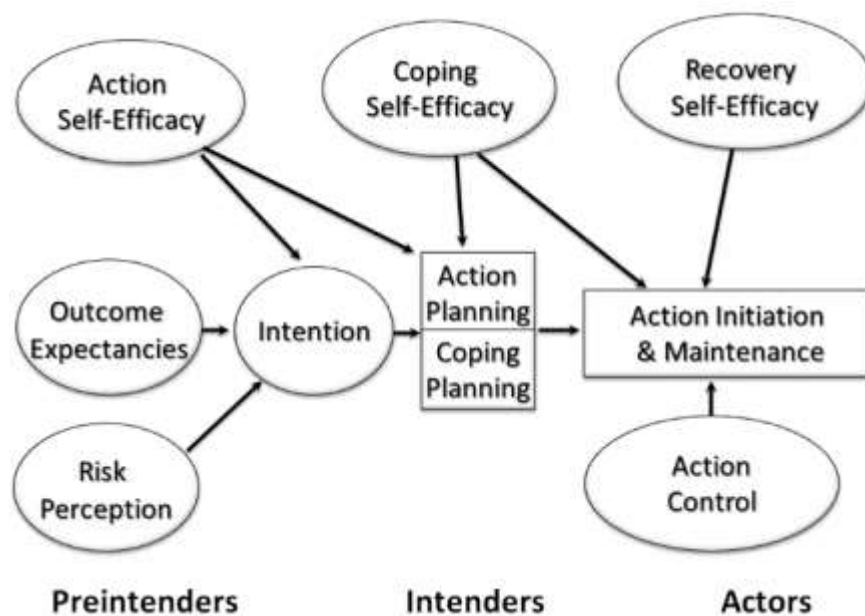 Action
Self-Efficacy
Coping
Self-Efficacy
Recovery
Self-Efficacy
Outcome
Expectancies
Intention
Action
Planning
Coping
Planning
Action Initiation
& Maintenance
Risk
Perception
Action
Control
Preintenders
Intenders
Actors